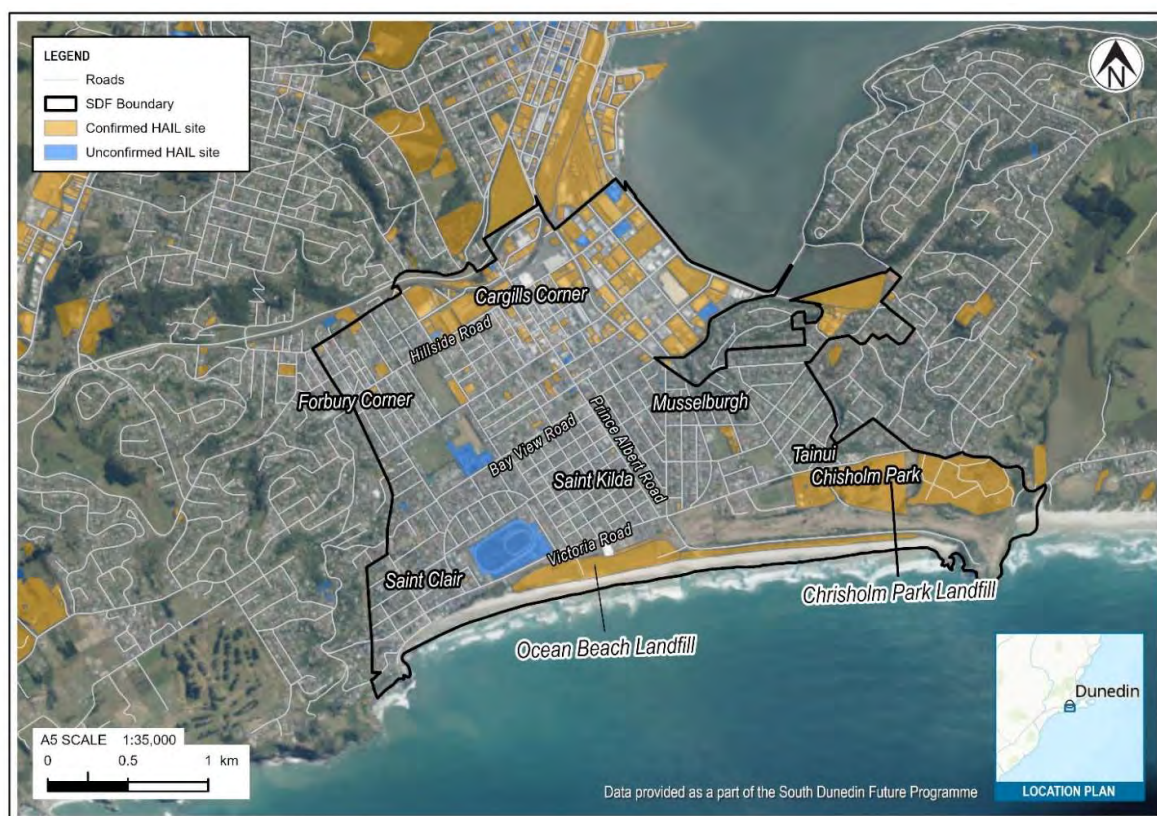 LEGEND
Roads
SDF Boundary
Confirmed HAIL site
Unconfirmed HAIL site
N
Cargills Corner
Hillside Road
Forbury Corner
Musselburgh
Prince Albert Road
Bay View Road
Tainui
Chisholm Park
Saint Kilda
Victoria Road
Saint Clair
Chrisholm Park Landfill
Ocean Beach Landfill
Dunedin
A5 SCALE 1:35,000
0 0.5 1 km
Data provided as a part of the South Dunedin Future Programme
LOCATION PLAN